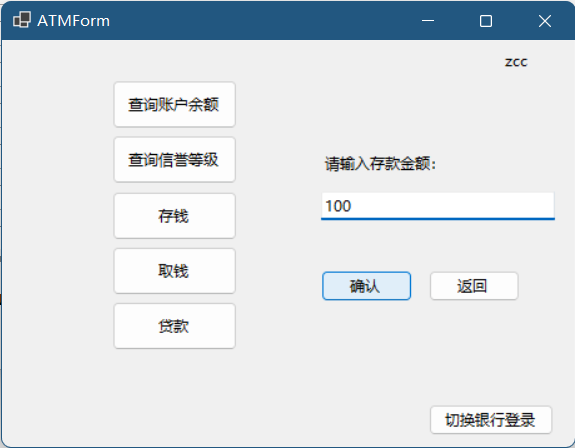 ATMForm
zcc
查询账户余额
查询信誉等级
请输入存款金额：
存钱
100
取钱
确认
返回
贷款
切换银行登录